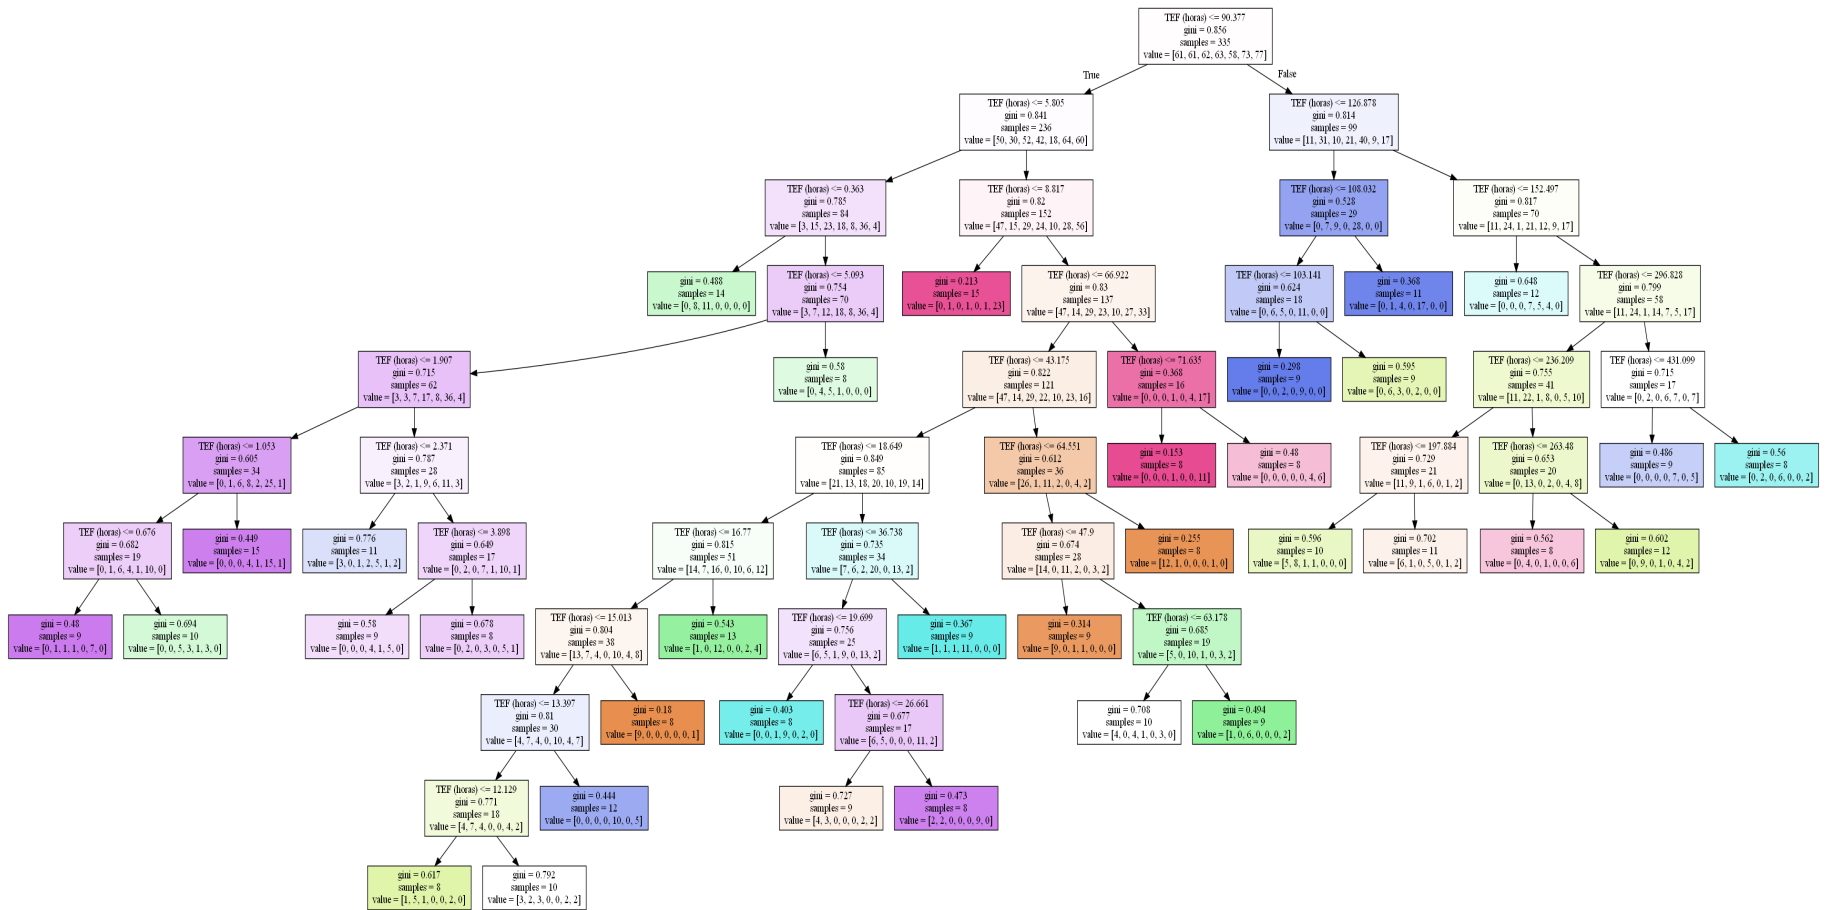 TEF (horas) <= 90.377
gini = 0.856
samples = 335
value = [61, 61, 62, 63, 58, 73, 77]
True
False
TEF (horas) <= 5.805
gini = 0.841
samples = 236
value = [50, 30, 52, 42, 18, 64, 60]
TEF (horas) <= 126.878
gini = 0.814
samples = 99
value = [11, 31, 10, 21, 40, 9, 17]
TEF (horas) <= 0.363
gini = 0.785
samples = 84
value = [3, 15, 23, 18, 8, 36, 4]
TEF (horas) <= 8.817
gini = 0.82
samples = 152
value = [47, 15, 29, 24, 10, 28, 56]
TEF (horas) <= 108.032
gini = 0.528
samples = 29
value = [0, 7, 9, 0, 28, 0, 0]
TEF (horas) <= 152.497
gini = 0.817
samples = 70
value = [11, 24, 1, 21, 12, 9, 17]
gini = 0.488
samples = 14
value = [0, 8, 11, 0, 0, 0, 0]
TEF (horas) <= 5.093
gini = 0.754
samples = 70
value = [3, 7, 12, 18, 8, 36, 4]
gini = 0.213
samples = 15
value = [0, 1, 0, 1, 0, 1, 23]
TEF (horas) <= 66.922
gini = 0.83
samples = 137
value = [47, 14, 29, 23, 10, 27, 33]
TEF (horas) <= 103.141
gini = 0.624
samples = 18
value = [0, 6, 5, 0, 11, 0, 0]
gini = 0.368
samples = 11
value = [0, 1, 4, 0, 17, 0, 0]
gini = 0.648
samples = 12
value = [0, 0, 0, 7, 5, 4, 0]
TEF (horas) <= 296.828
gini = 0.799
samples = 58
value = [11, 24, 1, 14, 7, 5, 17]
TEF (horas) <= 1.907
gini = 0.715
samples = 62
value = [3, 3, 7, 17, 8, 36, 4]
gini = 0.58
samples = 8
value = [0, 4, 5, 1, 0, 0, 0]
TEF (horas) <= 43.175
gini = 0.822
samples = 121
value = [47, 14, 29, 22, 10, 23, 16]
TEF (horas) <= 71.635
gini = 0.368
samples = 16
value = [0, 0, 0, 1, 0, 4, 17]
gini = 0.298
samples = 9
value = [0, 0, 2, 0, 9, 0, 0]
gini = 0.595
samples = 9
value = [0, 6, 3, 0, 2, 0, 0]
TEF (horas) <= 236.209
gini = 0.755
samples = 41
value = [11, 22, 1, 8, 0, 5, 10]
TEF (horas) <= 431.099
gini = 0.715
samples = 17
value = [0, 2, 0, 6, 7, 0, 7]
TEF (horas) <= 1.053
gini = 0.605
samples = 34
value = [0, 1, 6, 8, 2, 25, 1]
TEF (horas) <= 2.371
gini = 0.787
samples = 28
value = [3, 2, 1, 9, 6, 11, 3]
TEF (horas) <= 18.649
gini = 0.849
samples = 85
value = [21, 13, 18, 20, 10, 19, 14]
TEF (horas) <= 64.551
gini = 0.612
samples = 36
value = [26, 1, 11, 2, 0, 4, 2]
gini = 0.153
samples = 8
value = [0, 0, 0, 1, 0, 0, 11]
gini = 0.48
samples = 8
value = [0, 0, 0, 0, 0, 4, 6]
TEF (horas) <= 197.884
gini = 0.729
samples = 21
value = [11, 9, 1, 6, 0, 1, 2]
TEF (horas) <= 263.48
gini = 0.653
samples = 20
value = [0, 13, 0, 2, 0, 4, 8]
gini = 0.486
samples = 9
value = [0, 0, 0, 0, 7, 0, 5]
gini = 0.56
samples = 8
value = [0, 2, 0, 6, 0, 0, 2]
TEF (horas) <= 0.676
gini = 0.682
samples = 19
value = [0, 1, 6, 4, 1, 10, 0]
gini = 0.449
samples = 15
value = [0, 0, 0, 4, 1, 15, 1]
gini = 0.776
samples = 11
value = [3, 0, 1, 2, 5, 1, 2]
TEF (horas) <= 3.898
gini = 0.649
samples = 17
value = [0, 2, 0, 7, 1, 10, 1]
TEF (horas) <= 16.77
gini = 0.815
samples = 51
value = [14, 7, 16, 0, 10, 6, 12]
TEF (horas) <= 36.738
gini = 0.735
samples = 34
value = [7, 6, 2, 20, 0, 13, 2]
TEF (horas) <= 47.9
gini = 0.674
samples = 28
value = [14, 0, 11, 2, 0, 3, 2]
gini = 0.255
samples = 8
value = [12, 1, 0, 0, 0, 1, 0]
gini = 0.596
samples = 10
value = [5, 8, 1, 1, 0, 0, 0]
gini = 0.702
samples = 11
value = [6, 1, 0, 5, 0, 1, 2]
gini = 0.562
samples = 8
value = [0, 4, 0, 1, 0, 0, 6]
gini = 0.602
samples = 12
value = [0, 9, 0, 1, 0, 4, 2]
gini = 0.48
samples = 9
value = [0, 1, 1, 1, 0, 7, 0]
gini = 0.694
samples = 10
value = [0, 0, 5, 3, 1, 3, 0]
gini = 0.58
samples = 9
value = [0, 0, 0, 4, 1, 5, 0]
gini = 0.678
samples = 8
value = [0, 2, 0, 3, 0, 5, 1]
TEF (horas) <= 15.013
gini = 0.804
samples = 38
value = [13, 7, 4, 0, 10, 4, 8]
gini = 0.543
samples = 13
value = [1, 0, 12, 0, 0, 2, 4]
TEF (horas) <= 19.699
gini = 0.756
samples = 25
value = [6, 5, 1, 9, 0, 13, 2]
gini = 0.367
samples = 9
value = [1, 1, 1, 11, 0, 0, 0]
gini = 0.314
samples = 9
value = [9, 0, 1, 1, 0, 0, 0]
TEF (horas) <= 63.178
gini = 0.685
samples = 19
value = [5, 0, 10, 1, 0, 3, 2]
TEF (horas) <= 13.397
gini = 0.81
samples = 30
value = [4, 7, 4, 0, 10, 4, 7]
gini = 0.18
samples = 8
value = [9, 0, 0, 0, 0, 0, 1]
gini = 0.403
samples = 8
value = [0, 0, 1, 9, 0, 2, 0]
TEF (horas) <= 26.661
gini = 0.677
samples = 17
value = [6, 5, 0, 0, 0, 11, 2]
gini = 0.708
samples = 10
value = [4, 0, 4, 1, 0, 3, 0]
gini = 0.494
samples = 9
value = [1, 0, 6, 0, 0, 0, 2]
TEF (horas) <= 12.129
gini = 0.771
samples = 18
value = [4, 7, 4, 0, 0, 4, 2]
gini = 0.444
samples = 12
value = [0, 0, 0, 0, 10, 0, 5]
gini = 0.727
samples = 9
value = [4, 3, 0, 0, 0, 2, 2]
gini = 0.473
samples = 8
value = [2, 2, 0, 0, 0, 9, 0]
gini = 0.617
samples = 8
value = [1, 5, 1, 0, 0, 2, 0]
gini = 0.792
samples = 10
value = [3, 2, 3, 0, 0, 2, 2]